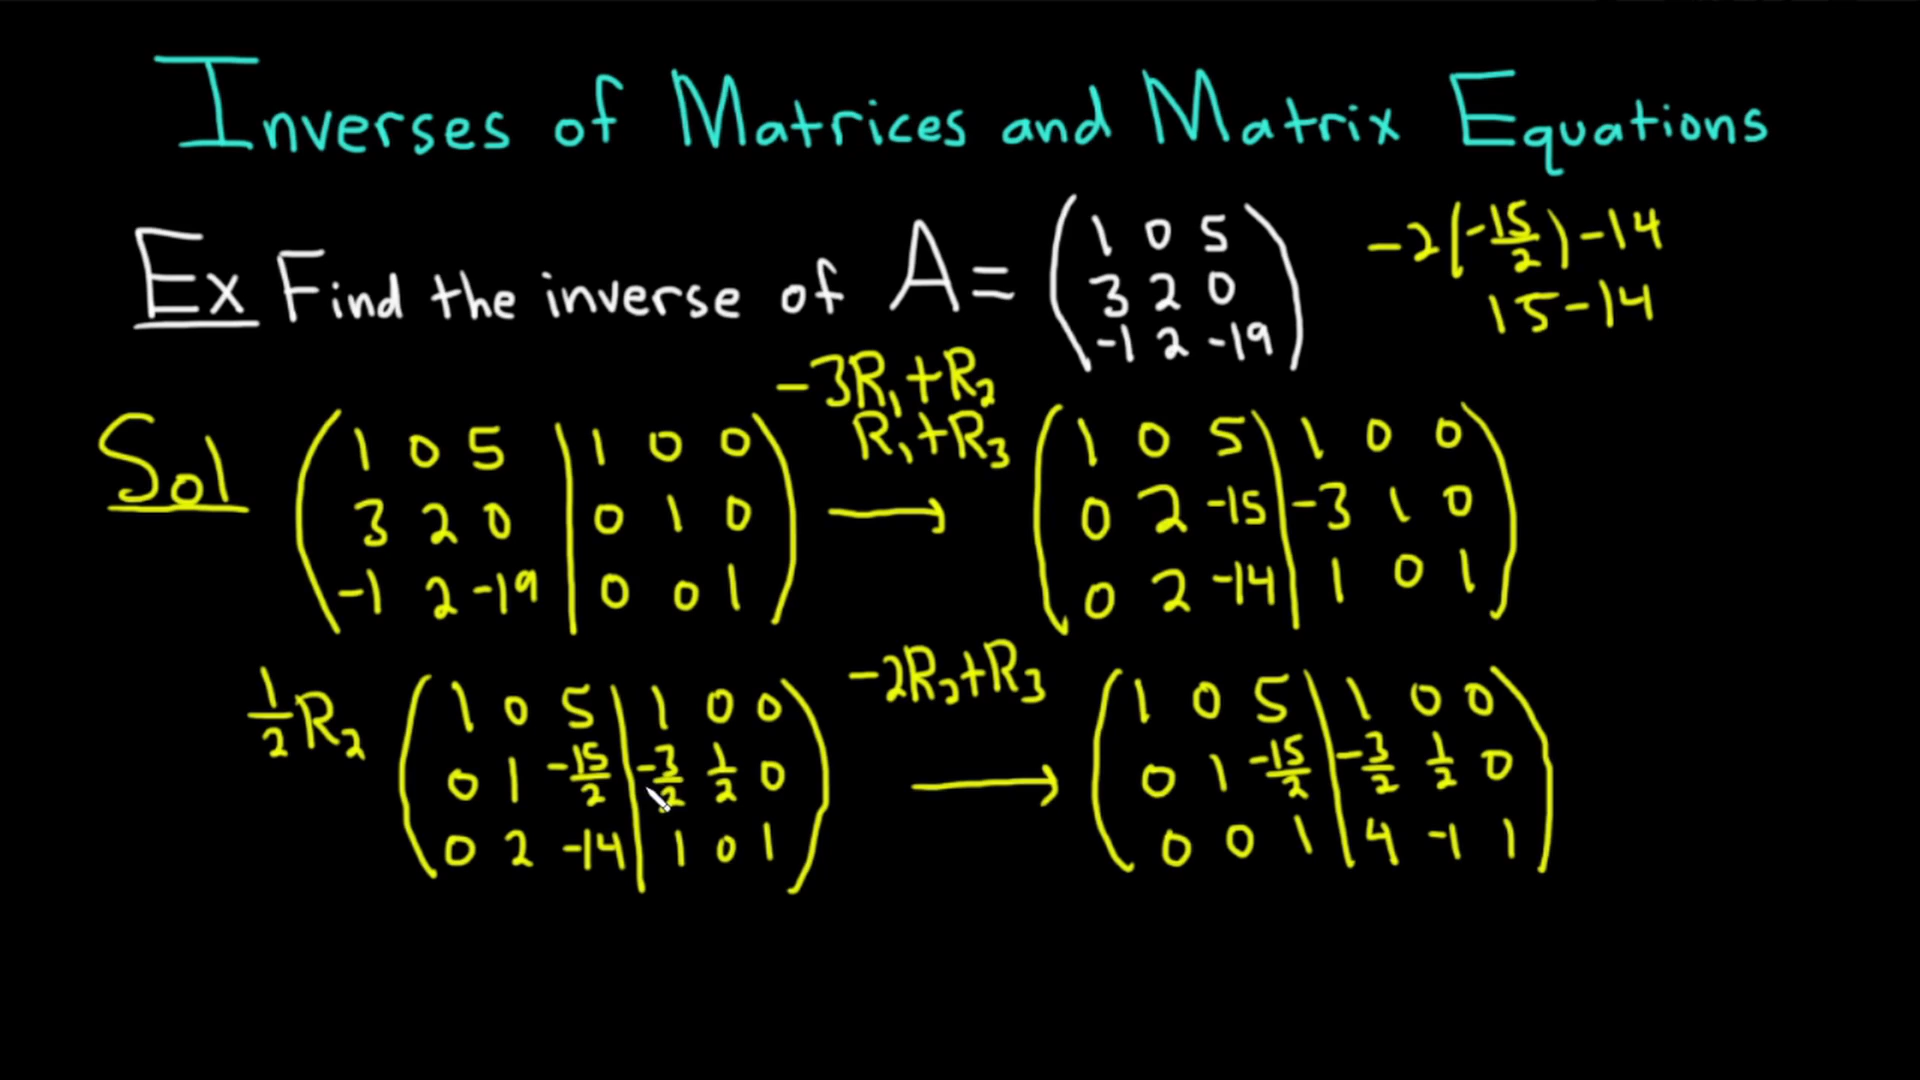 Inverses of Matrices and Matrix Equations
Ex Find the inverse of A =
1 0 5
3 2 0
-1 2 -19
-2(-15/2) -14
15 -14
Sol
1 0 5 | 1 0 0
3 2 0 | 0 1 0
-1 2 -19 | 0 0 1
-3R₁+R₂
R₁+R₃
1 0 5 | 1 0 0
0 2 -15 | -3 1 0
0 2 -14 | 1 0 1
1/2 R₂
1 0 5 | 1 0 0
0 1 -15/2 | -3/2 1/2 0
0 2 -14 | 1 0 1
-2R₂+R₃
1 0 5 | 1 0 0
0 1 -15/2 | -3/2 1/2 0
0 0 1 | 4 -1 1